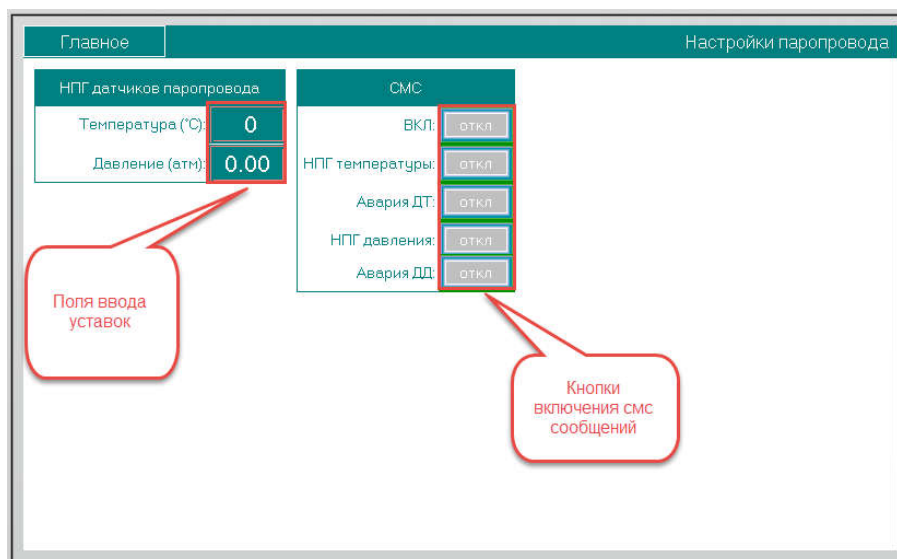 Главное
Настройки паропровода
НПГ датчиков паропровода
Температура (°С): 0
Давление (атм): 0.00
СМС
ВКЛ: откл
НПГ температуры: откл
Авария ДТ: откл
НПГ давления: откл
Авария ДД: откл
Поля ввода
уставок
Кнопки
включения смс
сообщений